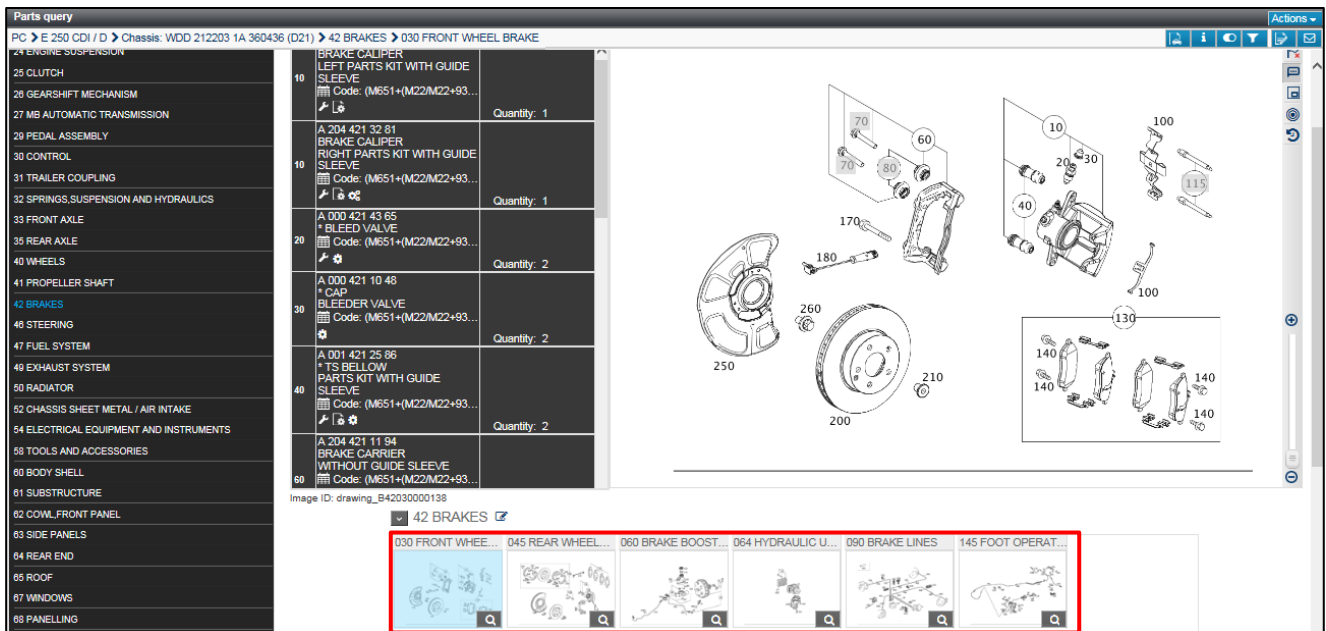 Parts query
Actions
PC > E 250 CDI / D > Chassis: WDD 212203 1A 360436 (D21) > 42 BRAKES > 030 FRONT WHEEL BRAKE
24 ENGINE SUSPENSION
25 CLUTCH
26 GEARSHIFT MECHANISM
27 MB AUTOMATIC TRANSMISSION
29 PEDAL ASSEMBLY
30 CONTROL
31 TRAILER COUPLING
32 SPRINGS,SUSPENSION AND HYDRAULICS
33 FRONT AXLE
35 REAR AXLE
40 WHEELS
41 PROPELLER SHAFT
42 BRAKES
46 STEERING
47 FUEL SYSTEM
49 EXHAUST SYSTEM
50 RADIATOR
52 CHASSIS SHEET METAL / AIR INTAKE
54 ELECTRICAL EQUIPMENT AND INSTRUMENTS
58 TOOLS AND ACCESSORIES
60 BODY SHELL
61 SUBSTRUCTURE
62 COWL,FRONT PANEL
63 SIDE PANELS
64 REAR END
65 ROOF
67 WINDOWS
68 PANELLING
BRAKE CALIPER
LEFT PARTS KIT WITH GUIDE
10 SLEEVE
Code: (M651+(M22/M22+93...
Quantity: 1
A 204 421 32 81
BRAKE CALIPER
RIGHT PARTS KIT WITH GUIDE
10 SLEEVE
Code: (M651+(M22/M22+93...
Quantity: 1
A 000 421 43 65
* BLEED VALVE
20 Code: (M651+(M22/M22+93...
Quantity: 2
A 000 421 10 48
* CAP
30 BLEEDER VALVE
Code: (M651+(M22/M22+93...
Quantity: 2
A 001 421 25 86
* TS BELLOW
PARTS KIT WITH GUIDE
40 SLEEVE
Code: (M651+(M22/M22+93...
Quantity: 2
A 204 421 11 94
BRAKE CARRIER
WITHOUT GUIDE SLEEVE
60 Code: (M651+(M22/M22+93...
70
60
70
80
170
180
250
260
200
210
10
20
30
40
100
115
100
130
140
140
140
140
Image ID: drawing_B42030000138
42 BRAKES
030 FRONT WHEE...
045 REAR WHEEL...
060 BRAKE BOOST...
064 HYDRAULIC U...
090 BRAKE LINES
145 FOOT OPERAT...